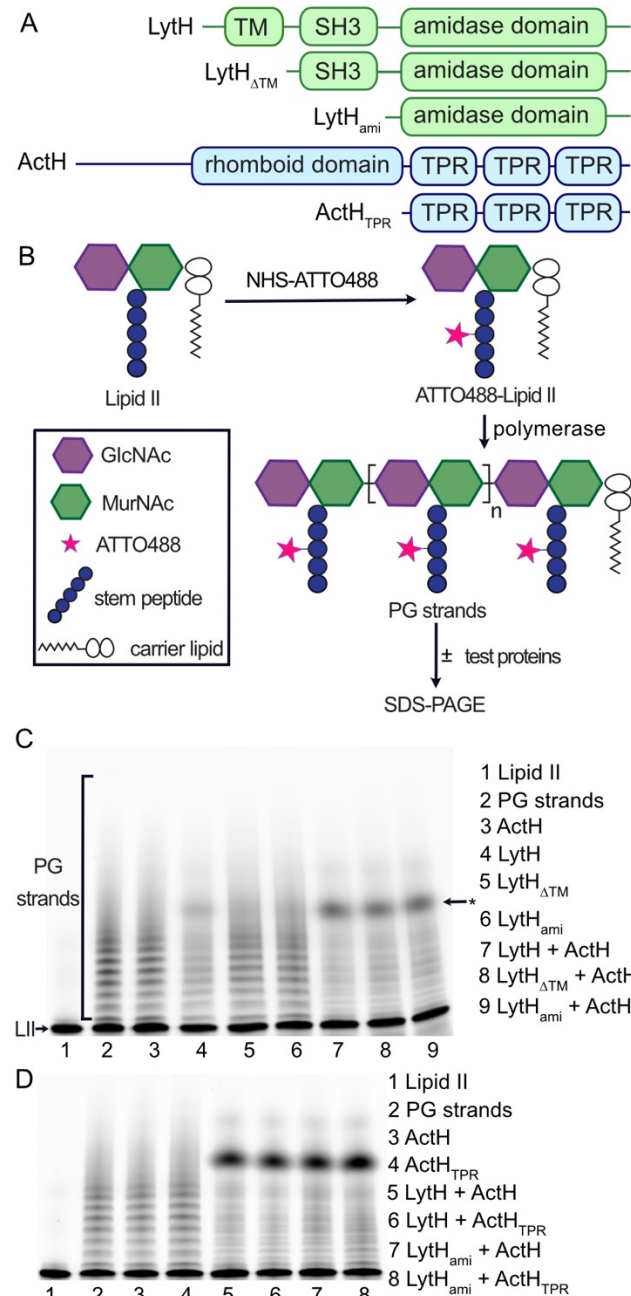 A
LytH TM SH3 amidase domain
LytHΔTM SH3 amidase domain
LytHami amidase domain
ActH rhomboid domain TPR TPR TPR
ActHTPR TPR TPR TPR
B
NHS-ATTO488
Lipid II
ATTO488-Lipid II
polymerase
GlcNAc
MurNAc
ATTO488
stem peptide
carrier lipid
n
PG strands
± test proteins
SDS-PAGE
C
PG
strands
LII
*
1 2 3 4 5 6 7 8 9
1 Lipid II
2 PG strands
3 ActH
4 LytH
5 LytHΔTM
6 LytHami
7 LytH + ActH
8 LytHΔTM + ActH
9 LytHami + ActH
D
1 2 3 4 5 6 7 8
1 Lipid II
2 PG strands
3 ActH
4 ActHTPR
5 LytH + ActH
6 LytH + ActHTPR
7 LytHami + ActH
8 LytHami + ActHTPR